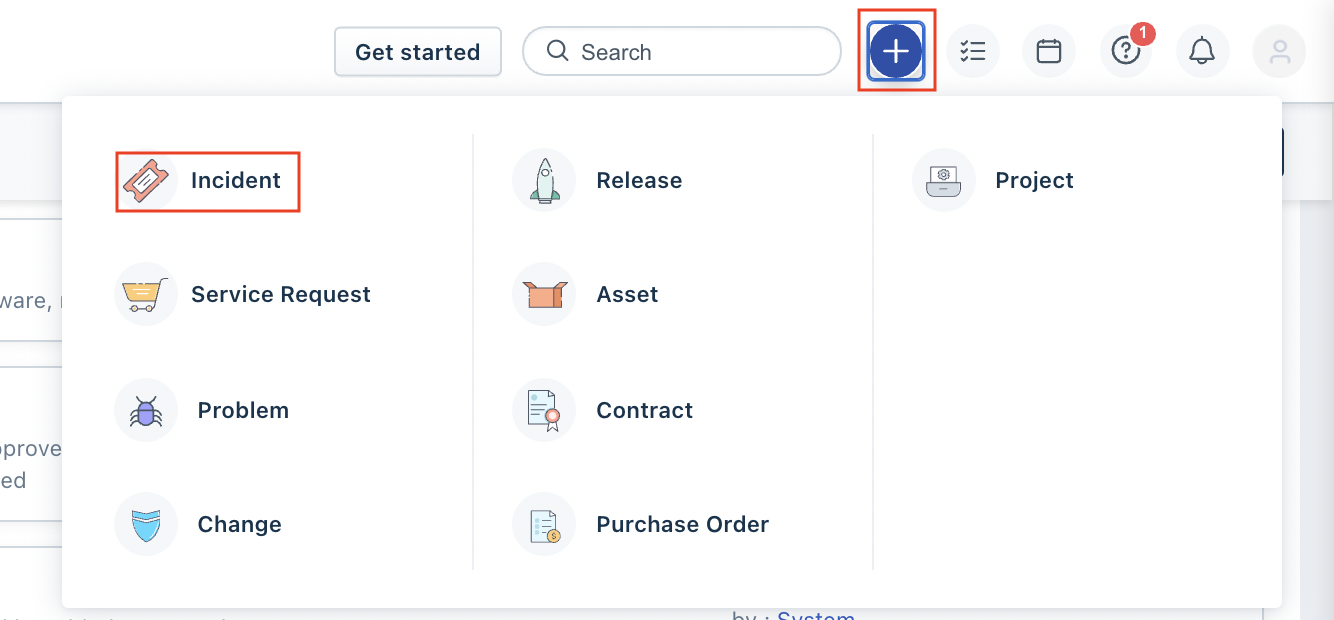 Get started
Search
1
Incident
Release
Project
ware,
Service Request
Asset
Problem
Contract
pprove
ed
Change
Purchase Order
by : System